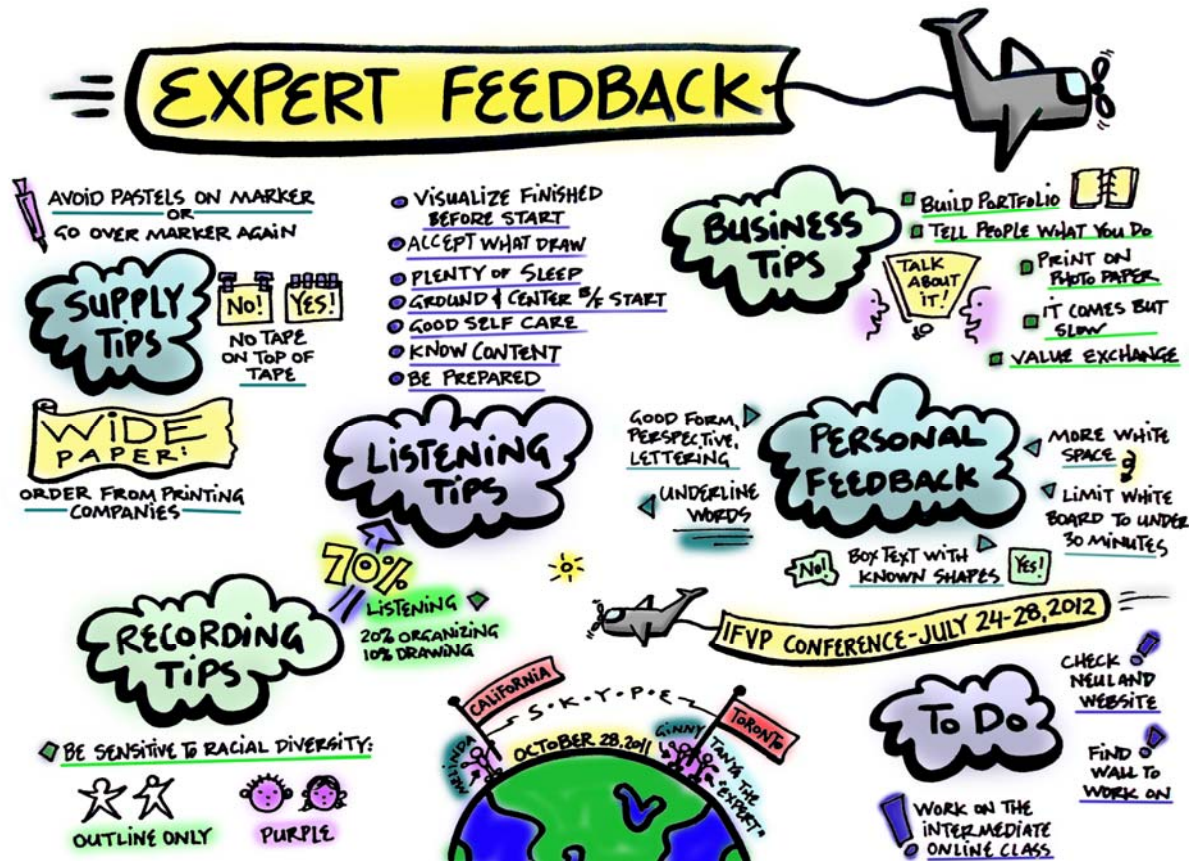 EXPERT FEEDBACK
AVOID PASTELS ON MARKER
OR
GO OVER MARKER AGAIN
SUPPLY
TIPS
NO!
YES!
NO TAPE
ON TOP OF
TAPE
WIDE
PAPER:
ORDER FROM PRINTING
COMPANIES
VISUALIZE FINISHED
BEFORE START
ACCEPT WHAT DRAW
PLENTY OF SLEEP
GROUND & CENTER B/F START
GOOD SELF CARE
KNOW CONTENT
BE PREPARED
LISTENING
TIPS
BUSINESS
TIPS
BUILD PORTFOLIO
TELL PEOPLE WHAT YOU DO
TALK
ABOUT
IT!
PRINT ON
PHOTO PAPER
IT COMES BUT
SLOW
VALUE EXCHANGE
PERSONAL
FEEDBACK
GOOD FORM,
PERSPECTIVE,
LETTERING
UNDERLINE
WORDS
MORE WHITE
SPACE
LIMIT WHITE
BOARD TO UNDER
30 MINUTES
NO!
BOX TEXT WITH
KNOWN SHAPES
YES!
RECORDING
TIPS
70%
LISTENING
20% ORGANIZING
10% DRAWING
BE SENSITIVE TO RACIAL DIVERSITY:
OUTLINE ONLY
PURPLE
IFVP CONFERENCE-JULY 24-28, 2012
CALIFORNIA
S·K·Y·P·E
TORONTO
MELINDA
OCTOBER 28, 2011
GINNY
TANYA THE
"EXPERT"
TO DO
CHECK
NEULAND
WEBSITE
FIND
WALL TO
WORK ON
WORK ON THE
INTERMEDIATE
ONLINE CLASS